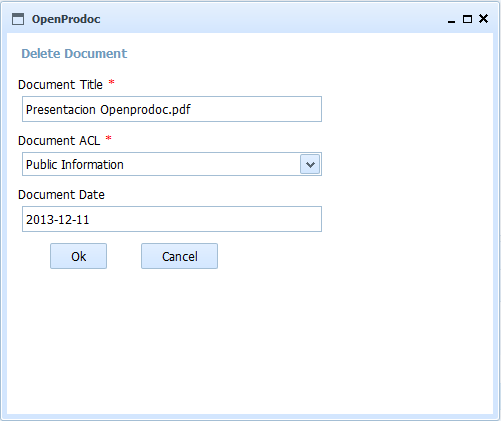 OpenProdoc
Delete Document
Document Title *
Presentacion Openprodoc.pdf
Document ACL *
Public Information
Document Date
2013-12-11
Ok Cancel